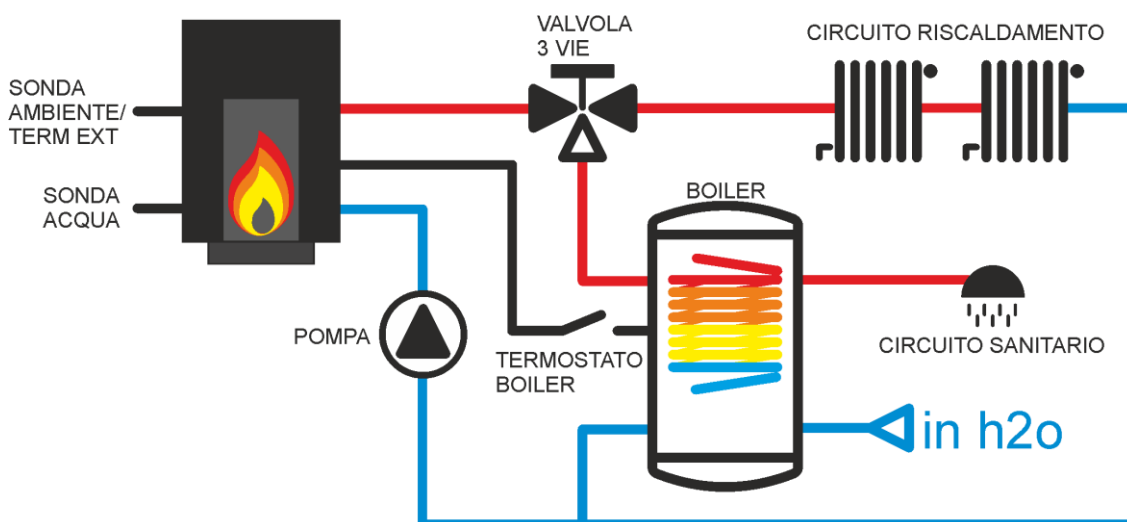 VALVOLA
3 VIE
CIRCUITO RISCALDAMENTO
SONDA
AMBIENTE/
TERM EXT
SONDA
ACQUA
BOILER
POMPA
TERMOSTATO
BOILER
CIRCUITO SANITARIO
in h2o